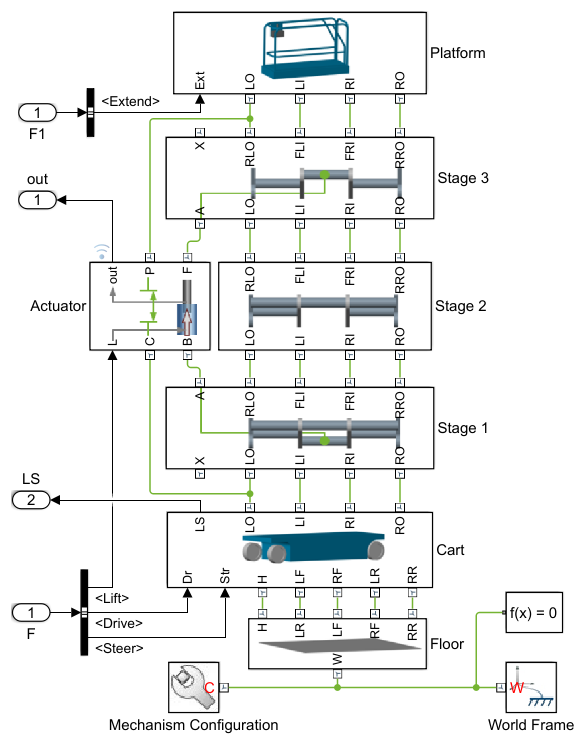 Platform
Ext LO LI RI RO
<Extend>
1
F1
X RLO FLI FRI RRO
Stage 3
A LO LI RI RO
out
1
out P F
RLO FLI FRI RRO
Actuator
Stage 2
L C B
LO LI RI RO
A RLO FLI FRI RRO
Stage 1
X LO LI RI RO
LS
2
LS LO LI RI RO
Cart
Dr Str H LF RF LR RR
<Lift>
1
F
<Drive>
<Steer>
H LR LF RF RR
Floor
W
f(x) = 0
C
W
Mechanism Configuration
World Frame